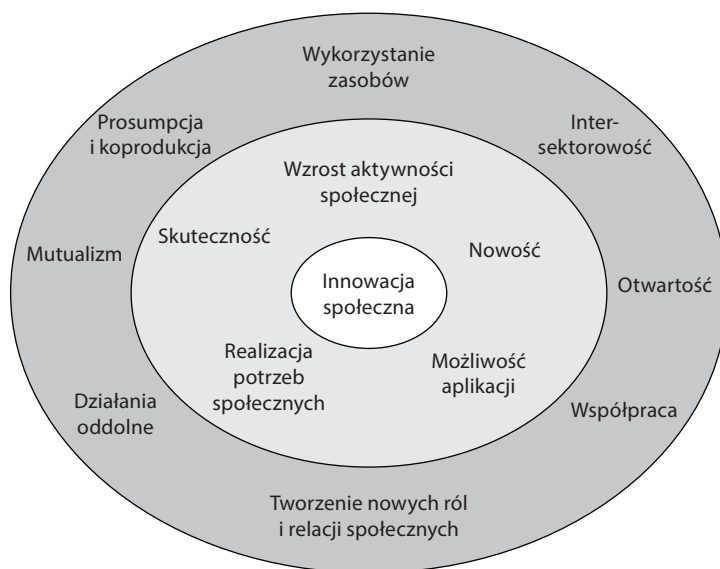 Wykorzystanie
zasobów
Prosumpcja
i koprodukcja
Inter-
sektorowość
Wzrost aktywności
społecznej
Skuteczność
Nowość
Mutualizm
Innowacja
społeczna
Otwartość
Realizacja
potrzeb
społecznych
Możliwość
aplikacji
Działania
oddolne
Współpraca
Tworzenie nowych ról
i relacji społecznych